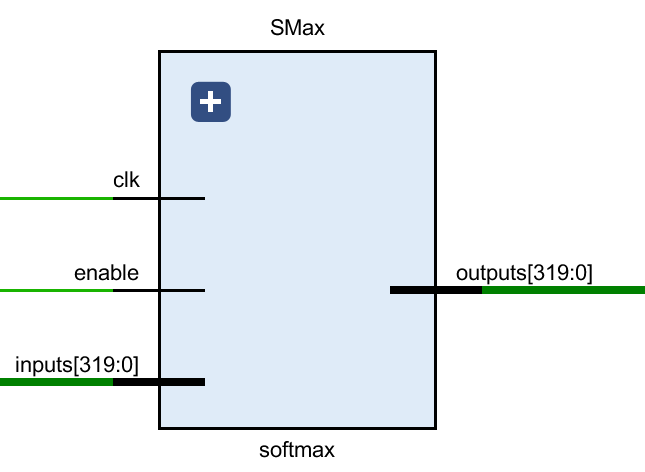 SMax
clk
enable
outputs[319:0]
inputs[319:0]
softmax